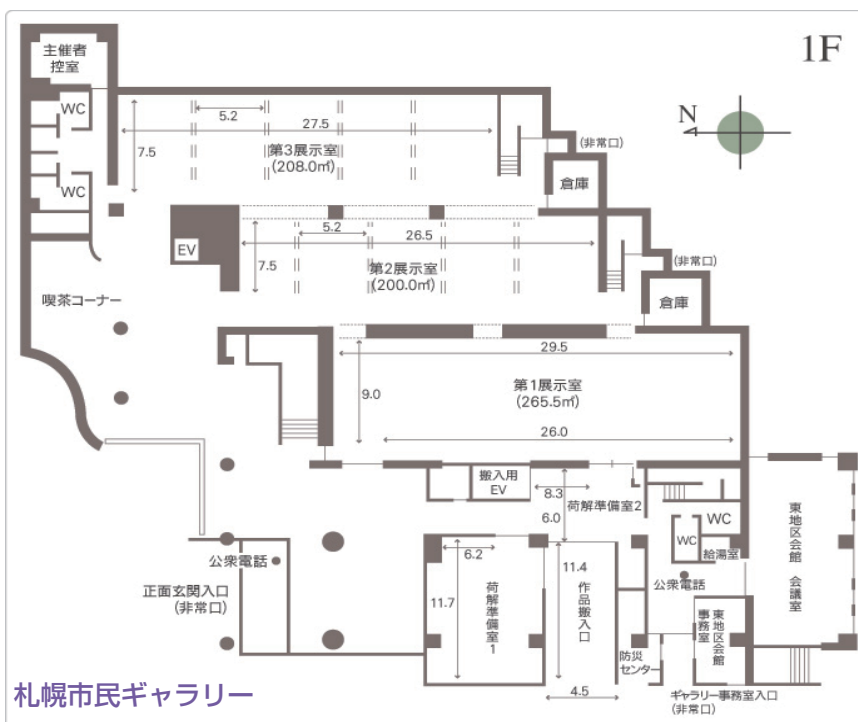 1F
主催者
控室
WC
5.2
27.5
N
7.5
第3展示室
(208.0㎡)
(非常口)
倉庫
WC
5.2
26.5
EV
7.5
第2展示室
(200.0㎡)
(非常口)
倉庫
喫茶コーナー
29.5
9.0
第1展示室
(265.5㎡)
26.0
搬入用
EV
8.3
荷解準備室2
6.0
WC
WC
給湯室
東地区会館 会議室
公衆電話
6.2
11.4
11.7
荷解準備室1
作品搬入口
公衆電話
正面玄関入口
(非常口)
東地区会館
事務室
防災
センター
4.5
ギャラリー事務室入口
(非常口)
札幌市民ギャラリー